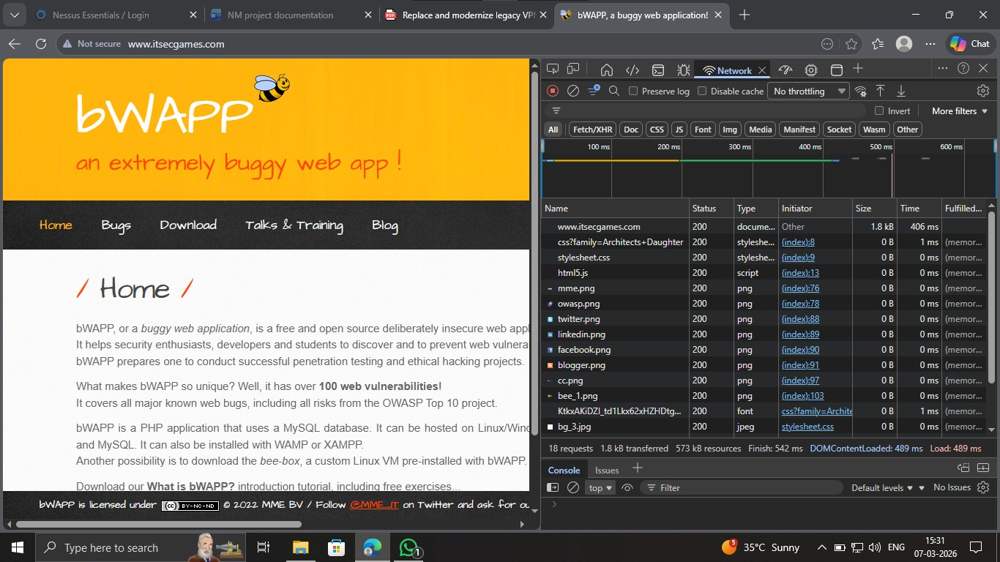 Nessus Essentials / Login
NM project documentation
Replace and modernize legacy VPN
bWAPP, a buggy web application!
Not secure www.itsecgames.com
Chat
bWAPP
an extremely buggy web app !
Home Bugs Download Talks & Training Blog
/ Home /
bWAPP, or a buggy web application, is a free and open source deliberately insecure web appl
It helps security enthusiasts, developers and students to discover and to prevent web vulnera
bWAPP prepares one to conduct successful penetration testing and ethical hacking projects.
What makes bWAPP so unique? Well, it has over 100 web vulnerabilities!
It covers all major known web bugs, including all risks from the OWASP Top 10 project.
bWAPP is a PHP application that uses a MySQL database. It can be hosted on Linux/Wind
and MySQL. It can also be installed with WAMP or XAMPP.
Another possibility is to download the bee-box, a custom Linux VM pre-installed with bWAPP.
Download our What is bWAPP? introduction tutorial, including free exercises...
bWAPP is licensed under (cc) BY-NC-ND © 2022 MME BV / Follow @MME_IT on Twitter and ask for ou
Network
Preserve log Disable cache No throttling
Invert More filters
All Fetch/XHR Doc CSS JS Font Img Media Manifest Socket Wasm Other
100 ms 200 ms 300 ms 400 ms 500 ms 600 ms
Name Status Type Initiator Size Time Fulfilled...
www.itsecgames.com 200 docume... Other 1.8 kB 406 ms
css?family=Architects+Daughter 200 styleshe... (index):8 0 B 1 ms (memor...
stylesheet.css 200 styleshe... (index):9 0 B 0 ms (memor...
html5.js 200 script (index):13 0 B 0 ms (memor...
mme.png 200 png (index):76 0 B 0 ms (memor...
owasp.png 200 png (index):78 0 B 0 ms (memor...
twitter.png 200 png (index):88 0 B 0 ms (memor...
linkedin.png 200 png (index):89 0 B 0 ms (memor...
facebook.png 200 png (index):90 0 B 0 ms (memor...
blogger.png 200 png (index):91 0 B 0 ms (memor...
cc.png 200 png (index):97 0 B 0 ms (memor...
bee_1.png 200 png (index):103 0 B 0 ms (memor...
KtkxAKiDZI_td1Lkx62xHZHDtg... 200 font css?family=Archite 0 B 1 ms (memor...
bg_3.jpg 200 jpeg stylesheet.css 0 B 0 ms (memor...
18 requests 1.8 kB transferred 573 kB resources Finish: 542 ms DOMContentLoaded: 489 ms Load: 489 ms
Console Issues
top Filter Default levels No Issues
Type here to search
1
5
35°C Sunny
ENG
15:31
07-03-2026